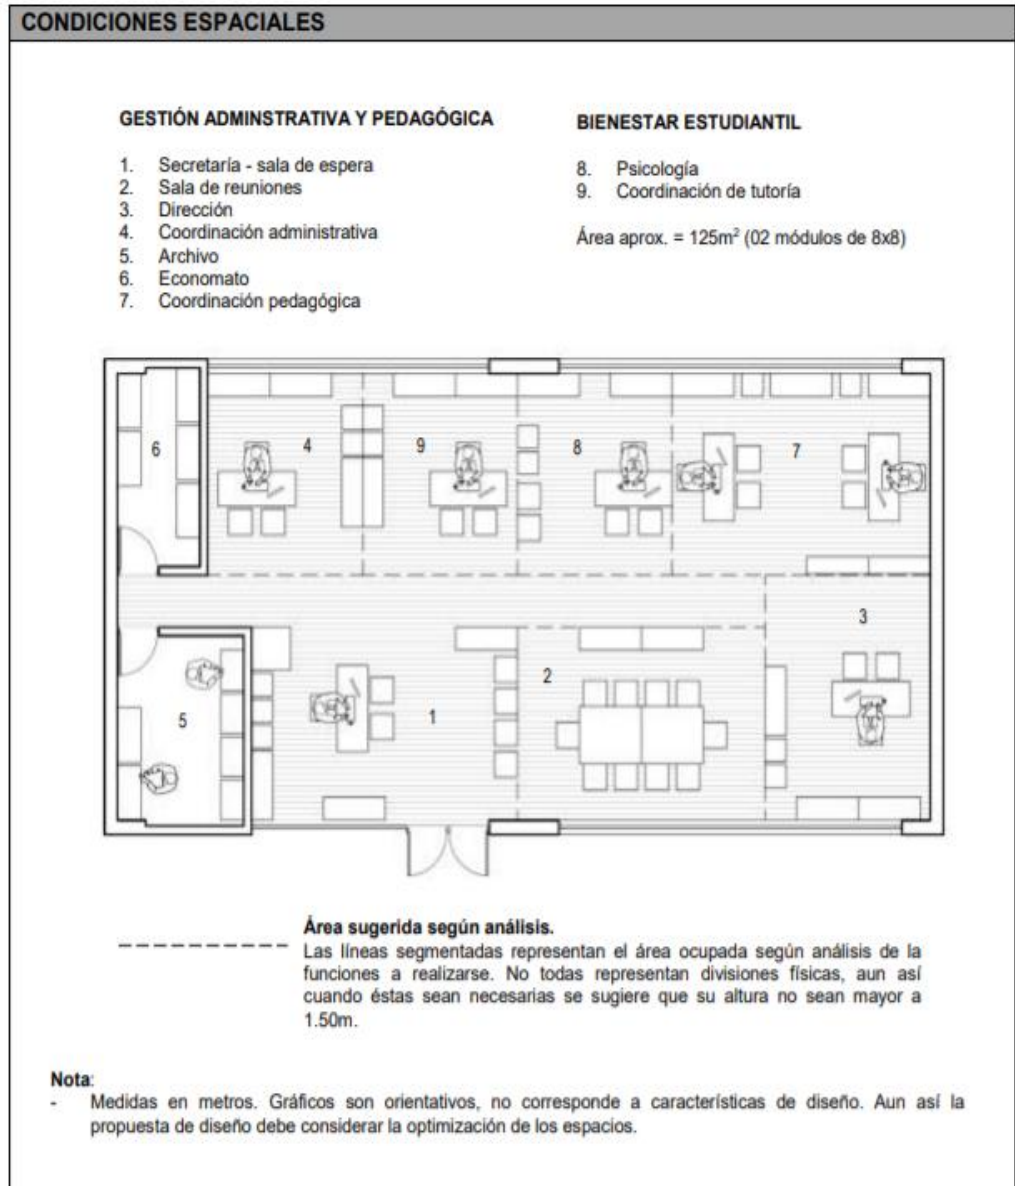 CONDICIONES ESPACIALES
GESTIÓN ADMINSTRATIVA Y PEDAGÓGICA
1. Secretaría - sala de espera
2. Sala de reuniones
3. Dirección
4. Coordinación administrativa
5. Archivo
6. Economato
7. Coordinación pedagógica
BIENESTAR ESTUDIANTIL
8. Psicología
9. Coordinación de tutoría
Área aprox. = 125m² (02 módulos de 8x8)
6
4
9
8
7
3
5
1
2
Área sugerida según análisis.
Las líneas segmentadas representan el área ocupada según análisis de la
funciones a realizarse. No todas representan divisiones físicas, aun así
cuando éstas sean necesarias se sugiere que su altura no sean mayor a
1.50m.
Nota:
- Medidas en metros. Gráficos son orientativos, no corresponde a características de diseño. Aun así la
propuesta de diseño debe considerar la optimización de los espacios.